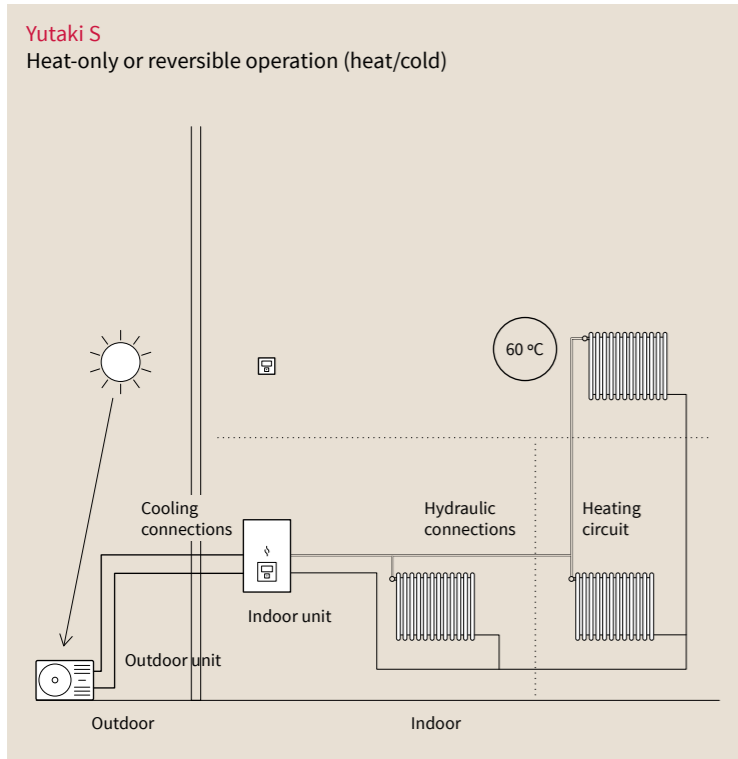 Yutaki S
Heat-only or reversible operation (heat/cold)
60 ºC
Cooling
connections
Hydraulic
connections
Heating
circuit
Indoor unit
Outdoor unit
Outdoor
Indoor